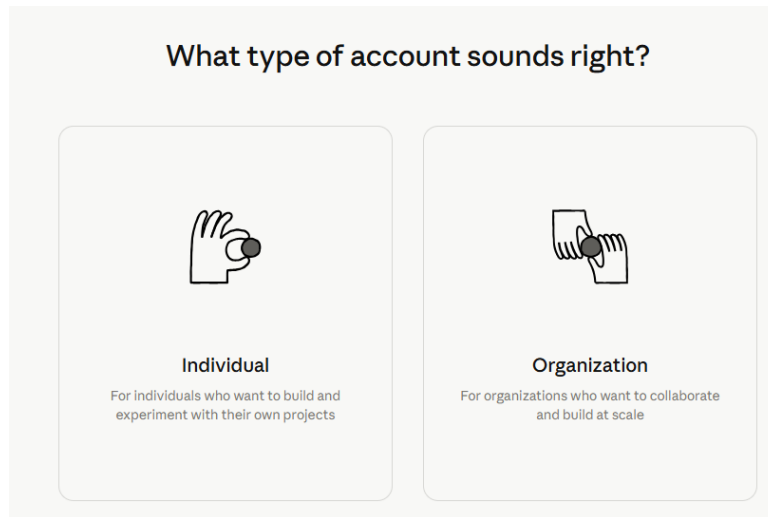 What type of account sounds right?
Individual
For individuals who want to build and
experiment with their own projects
Organization
For organizations who want to collaborate
and build at scale